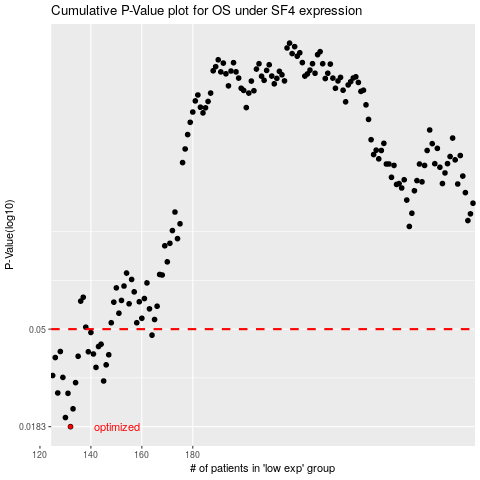 Cumulative P-Value plot for OS under SF4 expression
P-Value(log10)
0.05
0.0183
optimized
120 140 160 180
# of patients in 'low exp' group